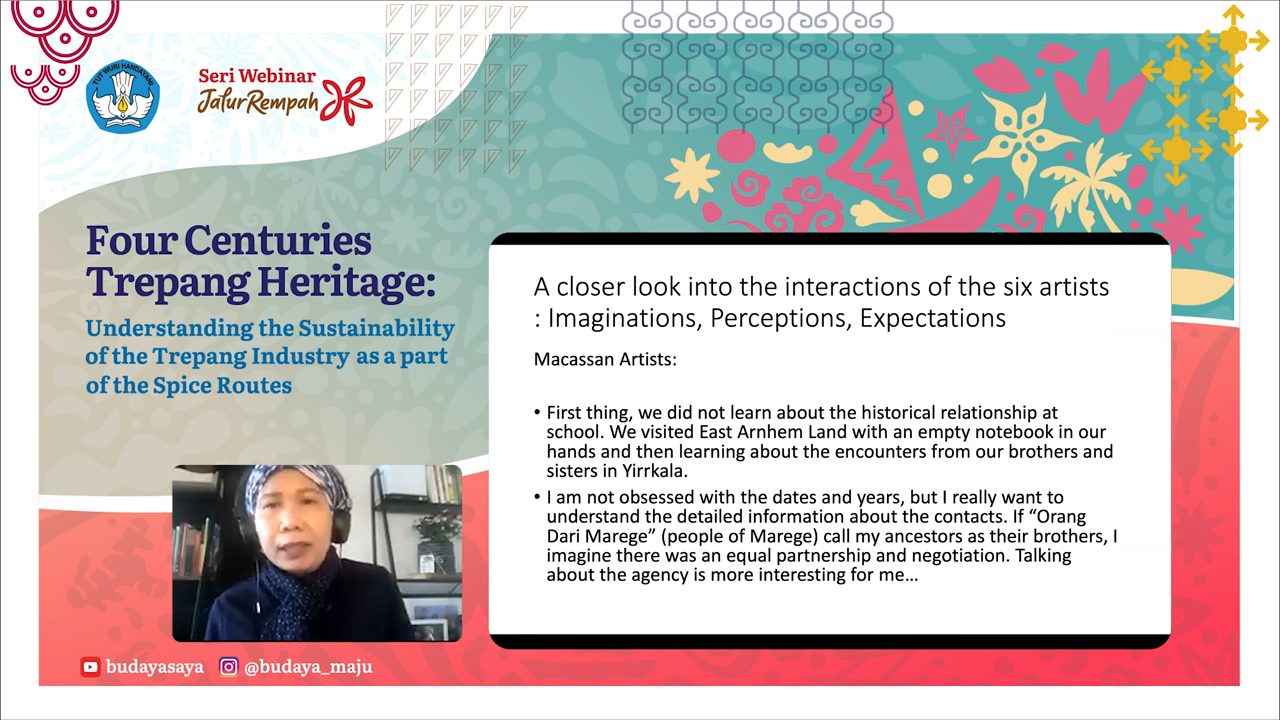 TUT WURI HANDAYANI
Seri Webinar
Jalur Rempah
Four Centuries
Trepang Heritage:
Understanding the Sustainability
of the Trepang Industry as a part
of the Spice Routes
A closer look into the interactions of the six artists
: Imaginations, Perceptions, Expectations
Macassan Artists:
• First thing, we did not learn about the historical relationship at
school. We visited East Arnhem Land with an empty notebook in our
hands and then learning about the encounters from our brothers and
sisters in Yirrkala.
• I am not obsessed with the dates and years, but I really want to
understand the detailed information about the contacts. If “Orang
Dari Marege” (people of Marege) call my ancestors as their brothers, I
imagine there was an equal partnership and negotiation. Talking
about the agency is more interesting for me...
budayasaya @budaya_maju